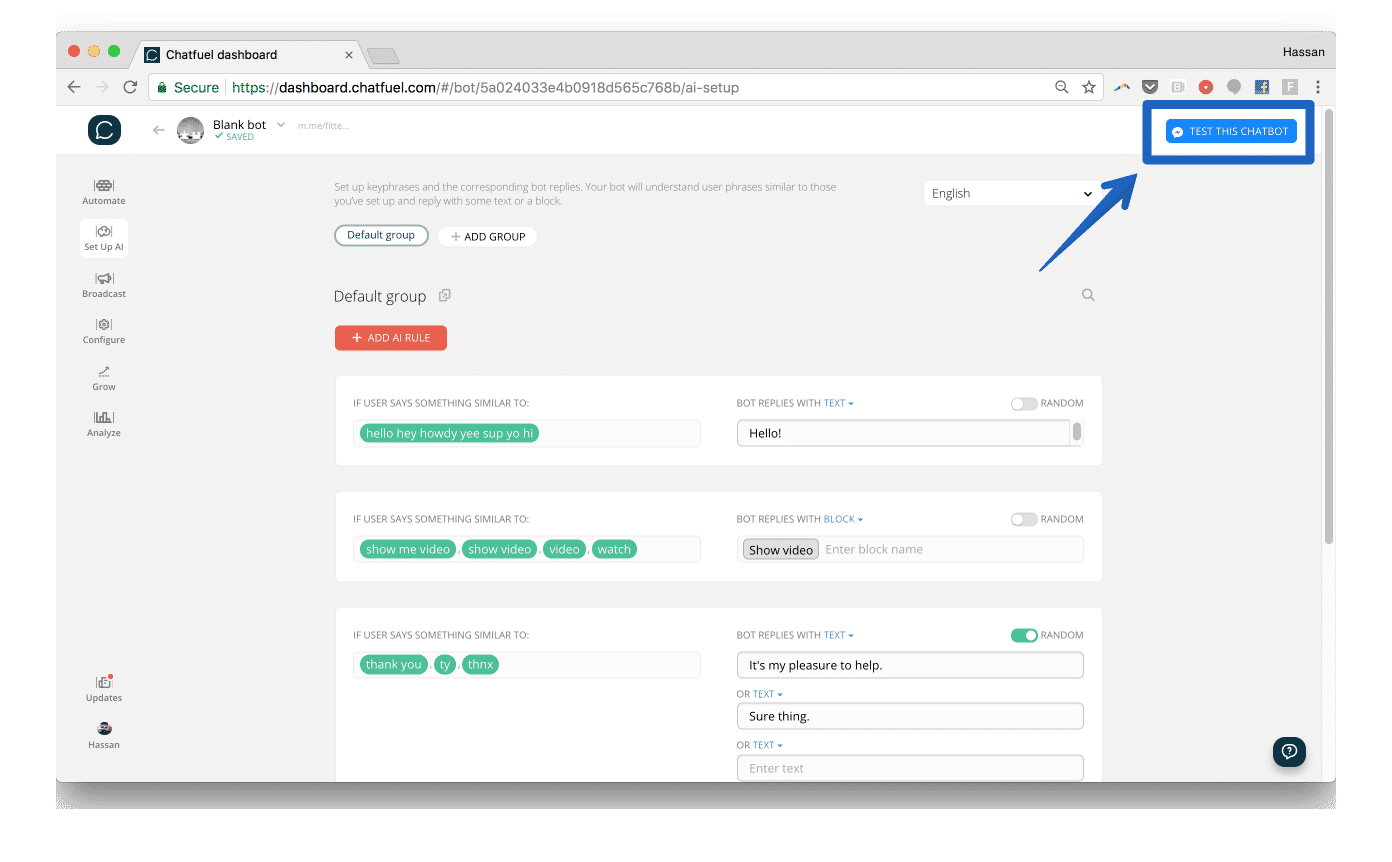 Chatfuel dashboard
Hassan
Secure https://dashboard.chatfuel.com/#/bot/5a024033e4b0918d565c768b/ai-setup
Blank bot
SAVED
m.me/fitte...
TEST THIS CHATBOT
Automate
Set Up AI
Broadcast
Configure
Grow
Analyze
Updates
Hassan
Set up keyphrases and the corresponding bot replies. Your bot will understand user phrases similar to those
you've set up and reply with some text or a block.
English
Default group
+ ADD GROUP
Default group
+ ADD AI RULE
IF USER SAYS SOMETHING SIMILAR TO:
hello hey howdy yee sup yo hi
BOT REPLIES WITH TEXT
RANDOM
Hello!
IF USER SAYS SOMETHING SIMILAR TO:
show me video, show video, video, watch
BOT REPLIES WITH BLOCK
RANDOM
Show video Enter block name
IF USER SAYS SOMETHING SIMILAR TO:
thank you, ty, thnx
BOT REPLIES WITH TEXT
RANDOM
It's my pleasure to help.
OR TEXT
Sure thing.
OR TEXT
Enter text